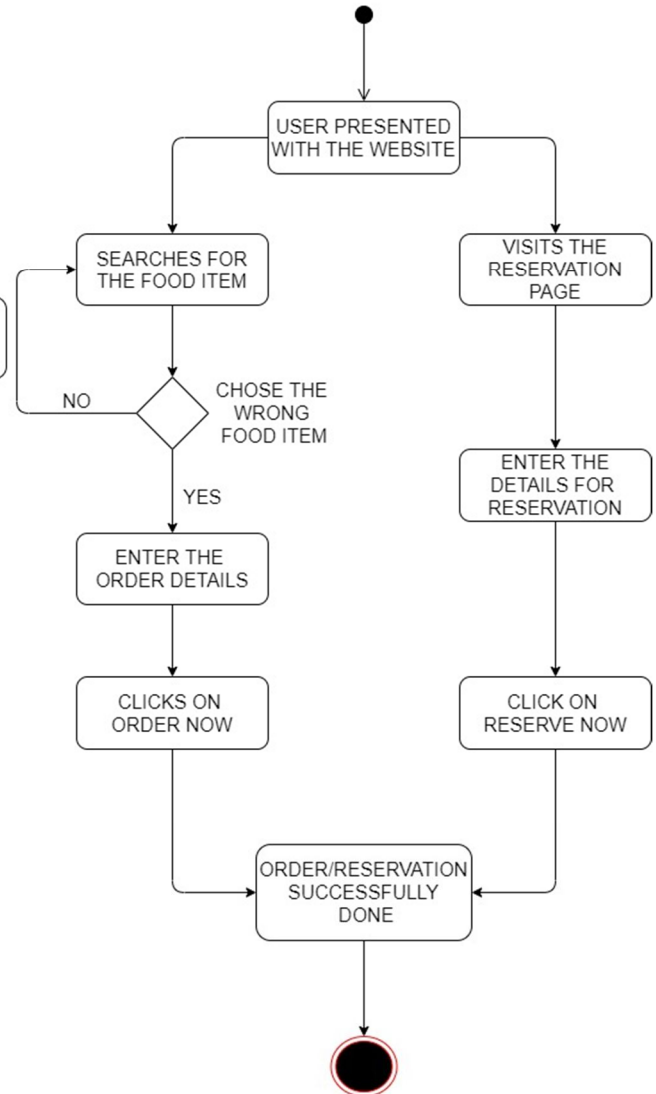 USER PRESENTED
WITH THE WEBSITE
SEARCHES FOR
THE FOOD ITEM
VISITS THE
RESERVATION
PAGE
CHOSE THE
WRONG
FOOD ITEM
NO
YES
ENTER THE
DETAILS FOR
RESERVATION
ENTER THE
ORDER DETAILS
CLICKS ON
ORDER NOW
CLICK ON
RESERVE NOW
ORDER/RESERVATION
SUCCESSFULLY
DONE